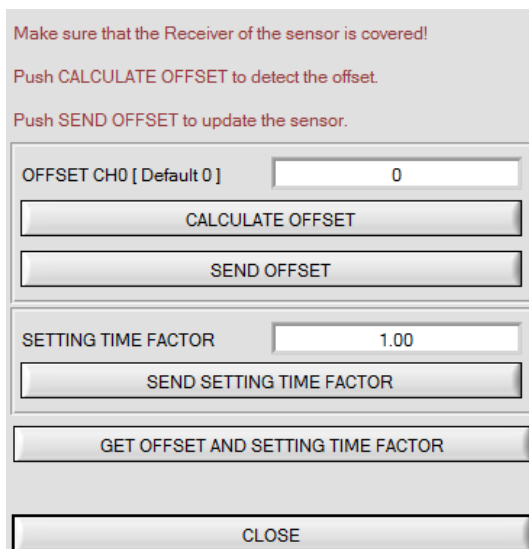 Make sure that the Receiver of the sensor is covered!
Push CALCULATE OFFSET to detect the offset.
Push SEND OFFSET to update the sensor.
OFFSET CH0 [ Default 0 ] 0
CALCULATE OFFSET
SEND OFFSET
SETTING TIME FACTOR 1.00
SEND SETTING TIME FACTOR
GET OFFSET AND SETTING TIME FACTOR
CLOSE